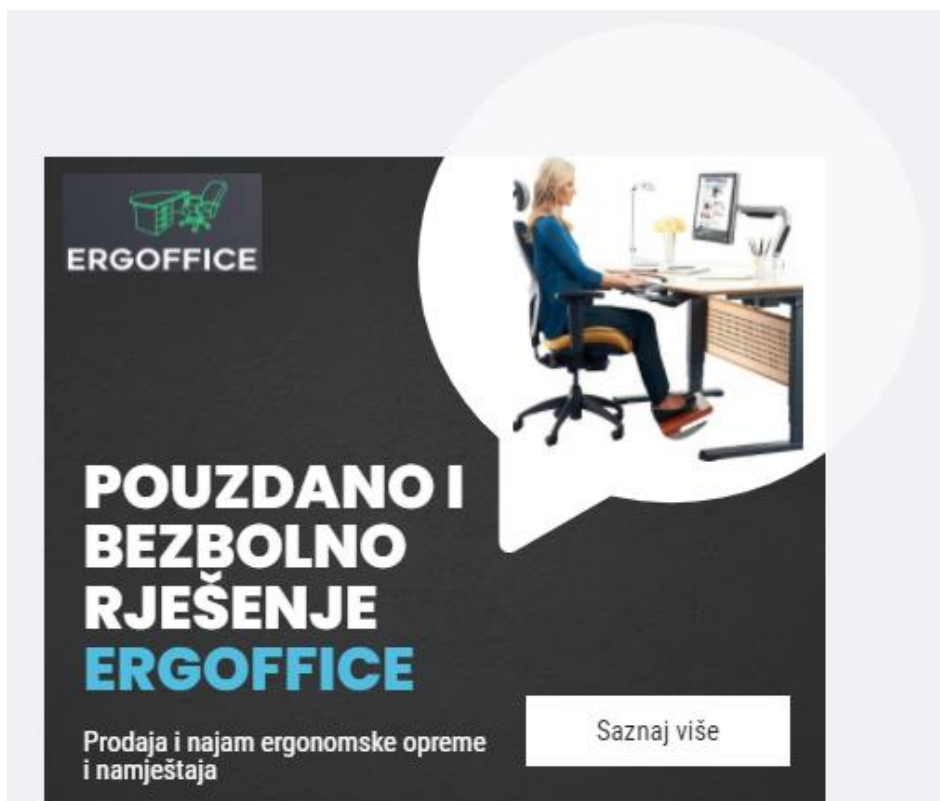 ERGOFFICE
POUZDANO I
BEZBOLNO
RJEŠENJE
ERGOFFICE
Prodaja i najam ergonomske opreme
i namještaja
Saznaj više